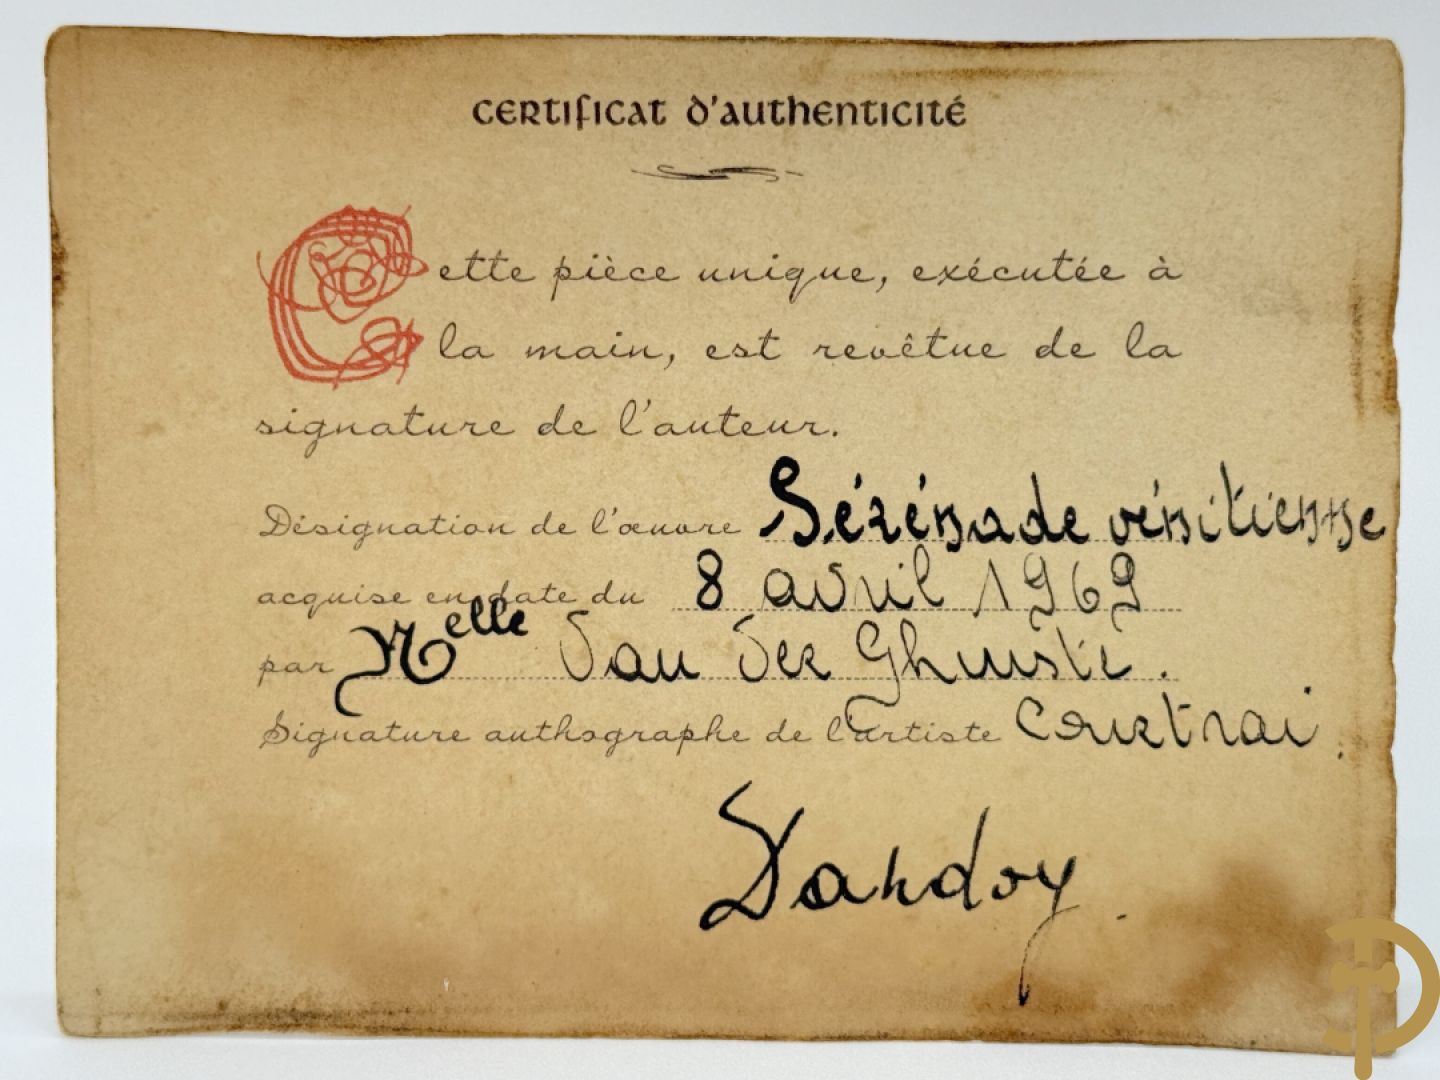 CERTIFICAT D'AUTHENTICITÉ
Cette pièce unique, exécutée à
la main, est revêtue de la
signature de l'auteur.
Désignation de l'œuvre Sérénade vénitienne
acquise en date du 8 avril 1969
par Melle Van der Ghinste.
Signature authographe de l'artiste Courtrai.
Dandoy